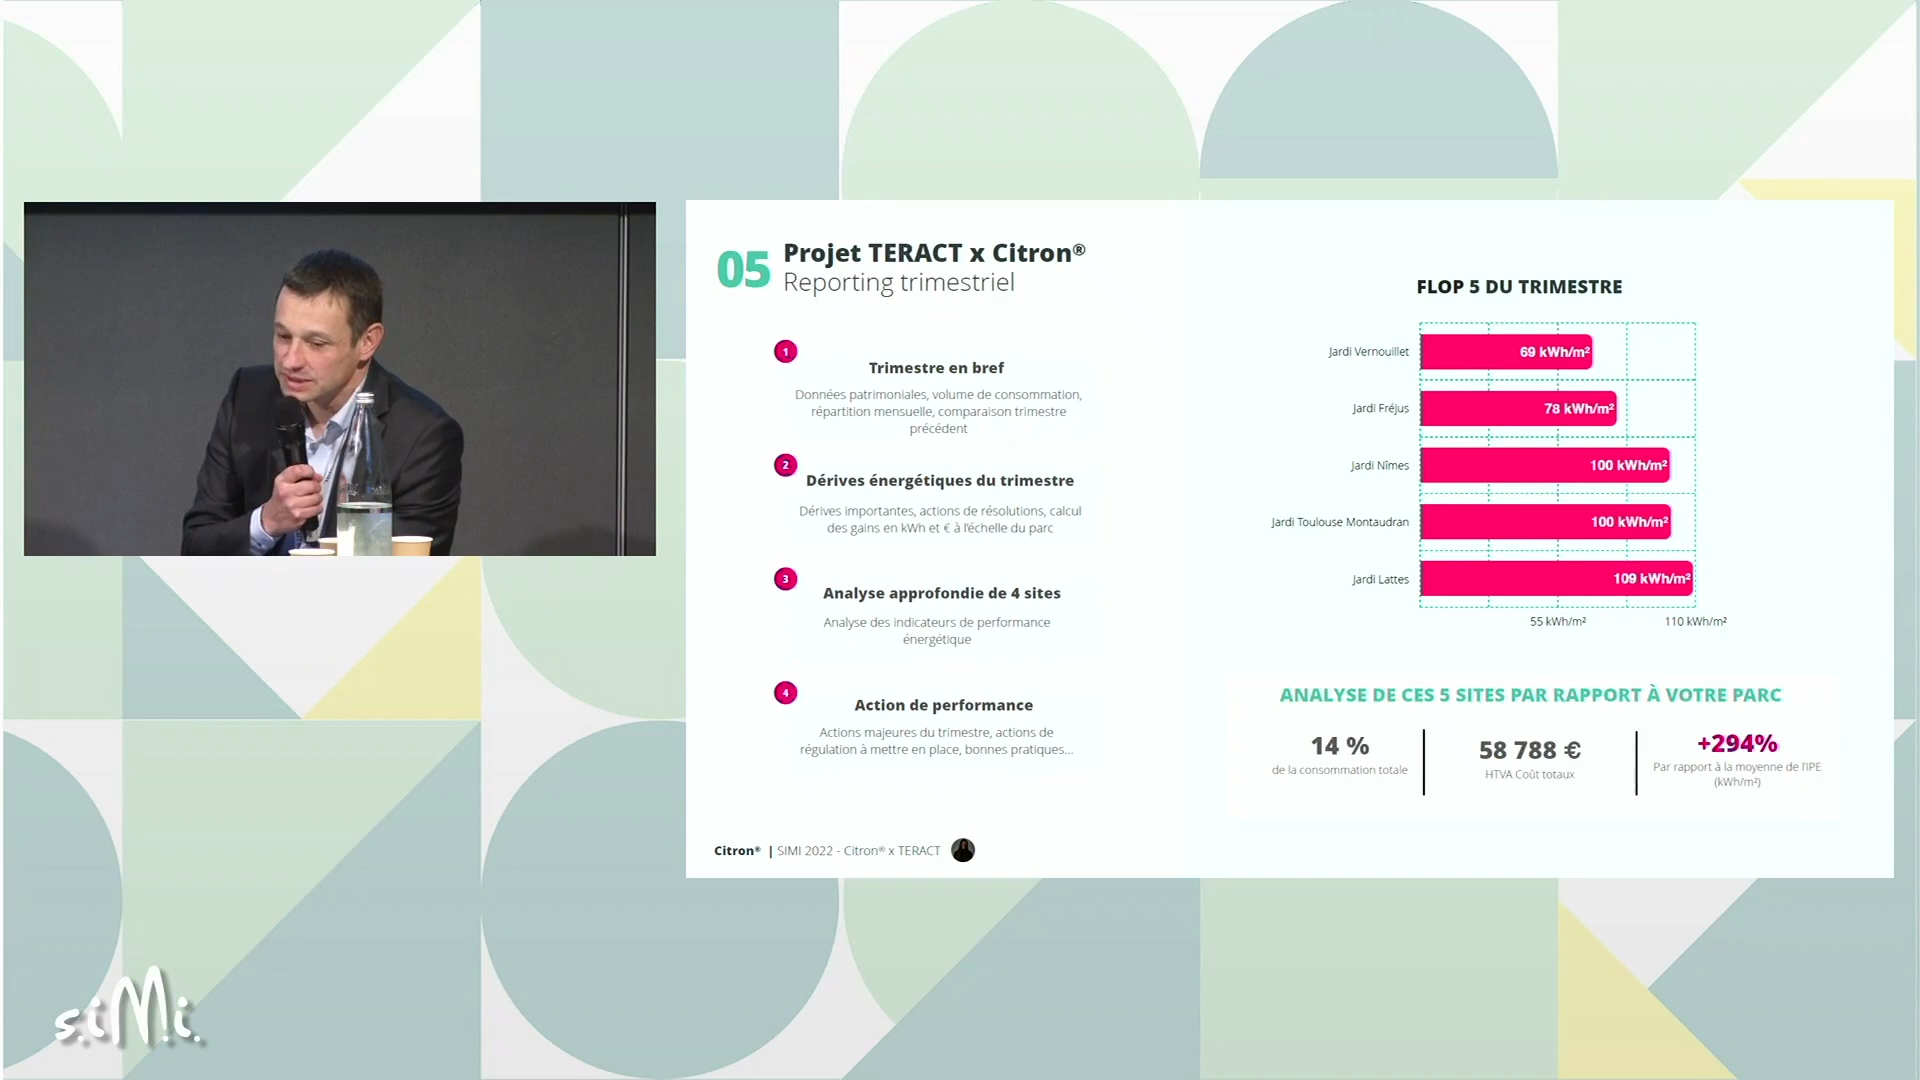 05
Projet TERACT x Citron®
Reporting trimestriel
1
Trimestre en bref
Données patrimoniales, volume de consommation,
répartition mensuelle, comparaison trimestre
précédent
2
Dérives énergétiques du trimestre
Dérives importantes, actions de résolutions, calcul
des gains en kWh et € à l'échelle du parc
3
Analyse approfondie de 4 sites
Analyse des indicateurs de performance
énergétique
4
Action de performance
Actions majeures du trimestre, actions de
régulation à mettre en place, bonnes pratiques...
Citron® | SIMI 2022 - Citron® x TERACT
FLOP 5 DU TRIMESTRE
Jardi Vernouillet 69 kWh/m²
Jardi Fréjus 78 kWh/m²
Jardi Nîmes 100 kWh/m²
Jardi Toulouse Montaudran 100 kWh/m²
Jardi Lattes 109 kWh/m²
55 kWh/m² 110 kWh/m²
ANALYSE DE CES 5 SITES PAR RAPPORT À VOTRE PARC
14 %
de la consommation totale
58 788 €
HTVA Coût totaux
+294%
Par rapport à la moyenne de l'IPE
(kWh/m²)
s.iMi.